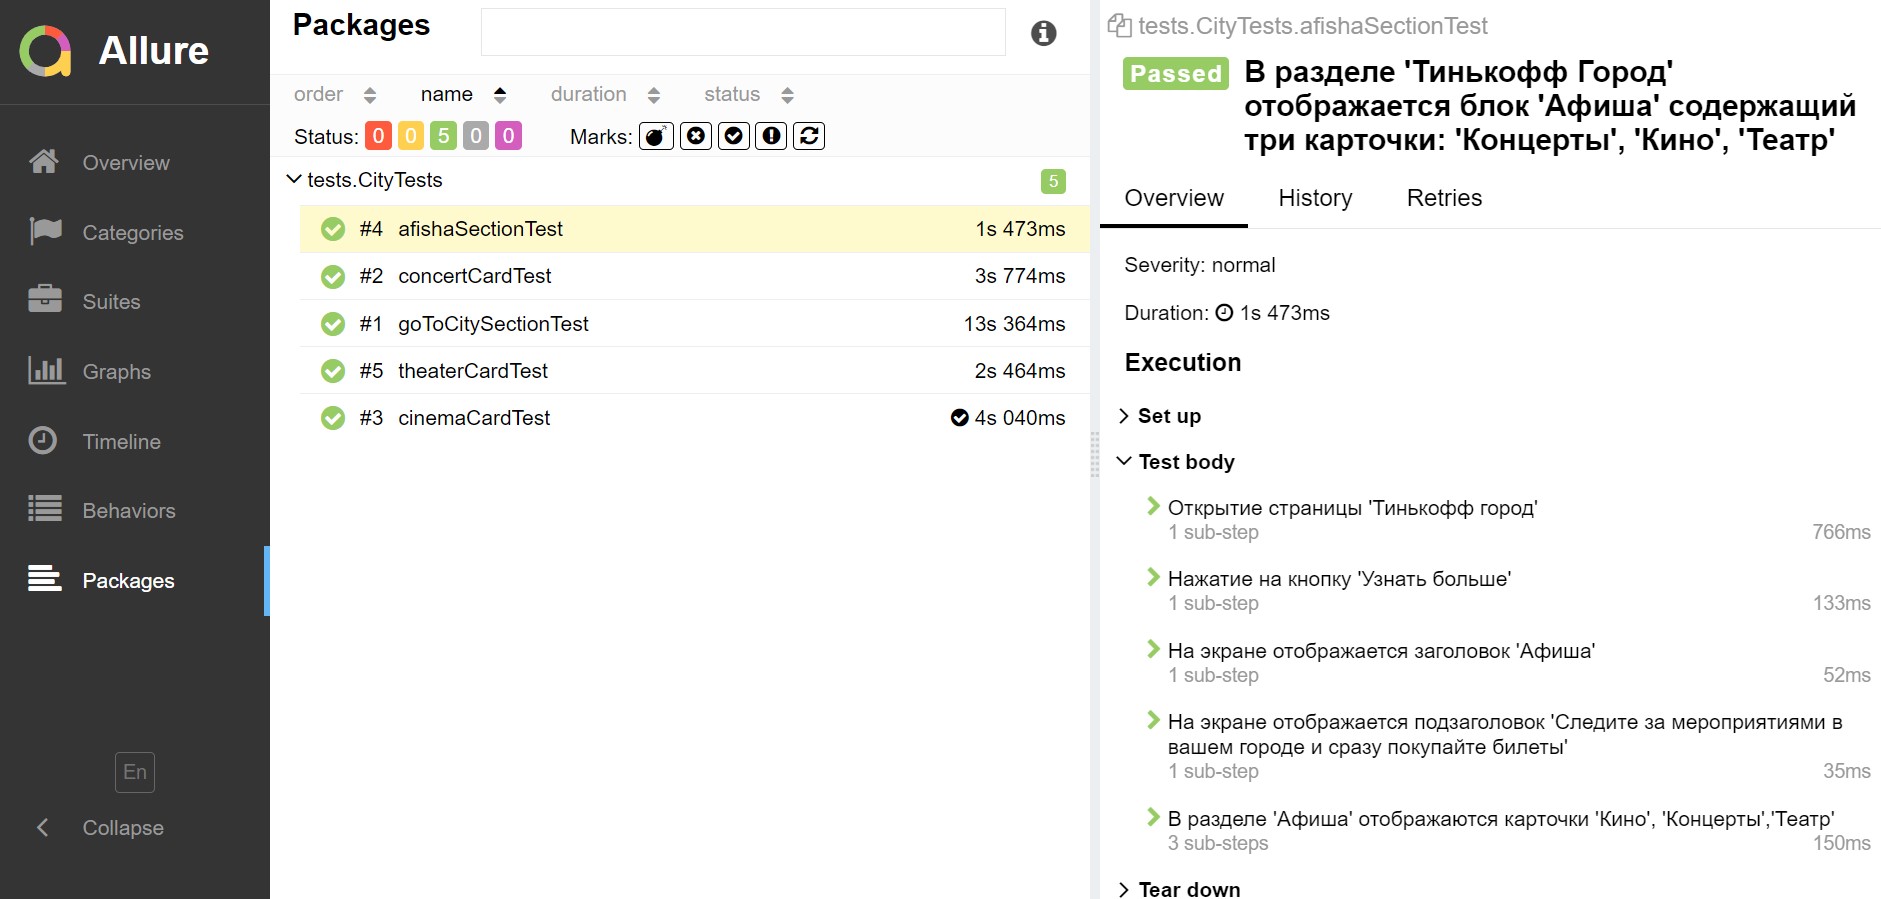 Allure
Overview
Categories
Suites
Graphs
Timeline
Behaviors
Packages
En
Collapse
Packages
order name duration status
Status: 0 0 5 0 0 Marks:
tests.CityTests 5
#4 afishaSectionTest 1s 473ms
#2 concertCardTest 3s 774ms
#1 goToCitySectionTest 13s 364ms
#5 theaterCardTest 2s 464ms
#3 cinemaCardTest 4s 040ms
tests.CityTests.afishaSectionTest
Passed В разделе 'Тинькофф Город'
отображается блок 'Афиша' содержащий
три карточки: 'Концерты', 'Кино', 'Театр'
Overview History Retries
Severity: normal
Duration: 1s 473ms
Execution
Set up
Test body
Открытие страницы 'Тинькофф город'
1 sub-step 766ms
Нажатие на кнопку 'Узнать больше'
1 sub-step 133ms
На экране отображается заголовок 'Афиша'
1 sub-step 52ms
На экране отображается подзаголовок 'Следите за мероприятиями в
вашем городе и сразу покупайте билеты'
1 sub-step 35ms
В разделе 'Афиша' отображаются карточки 'Кино', 'Концерты','Театр'
3 sub-steps 150ms
Tear down